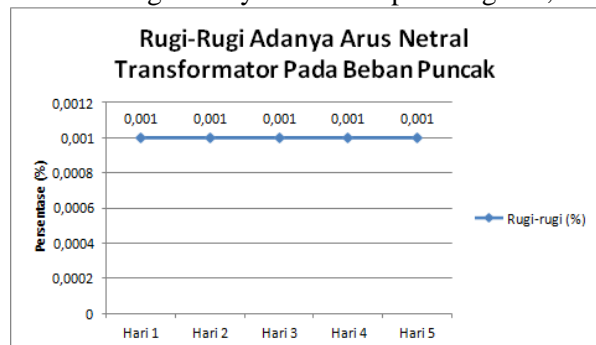 Rugi-Rugi Adanya Arus Netral
Transformator Pada Beban Puncak
0,0012
0,001
0,0008
0,0006
0,0004
0,0002
0
Persentase (%)
0,001 0,001 0,001 0,001 0,001
Hari 1 Hari 2 Hari 3 Hari 4 Hari 5
Rugi-rugi (%)